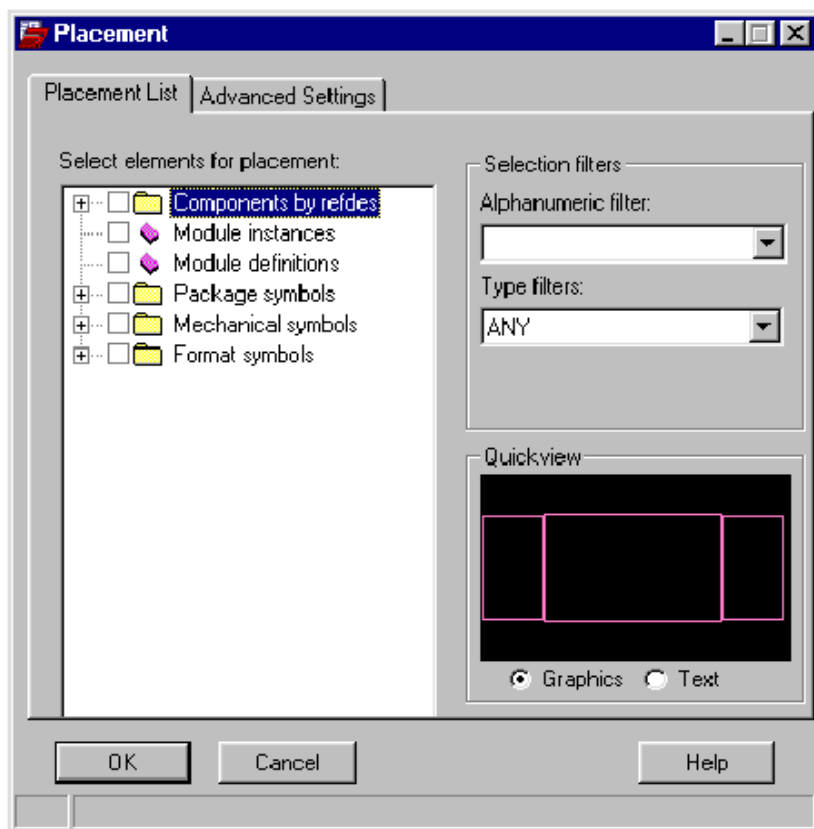 Placement
Placement List Advanced Settings
Select elements for placement:
Components by refdes
Module instances
Module definitions
Package symbols
Mechanical symbols
Format symbols
Selection filters
Alphanumeric filter:
Type filters:
ANY
Quickview
Graphics Text
OK Cancel Help